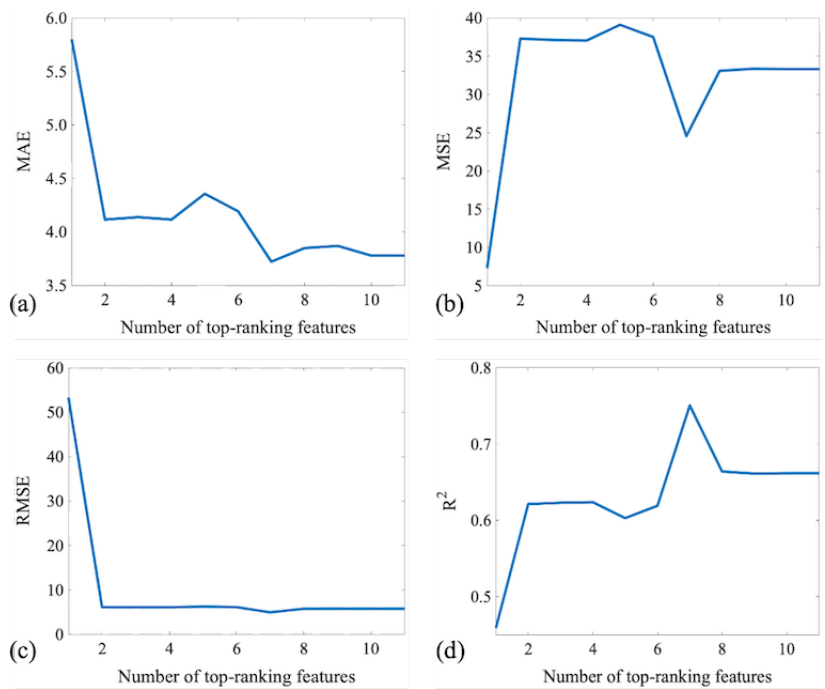 6.0
5.5
5.0
4.5
4.0
3.5
MAE
2 4 6 8 10
(a)
Number of top-ranking features
40
35
30
25
20
15
10
5
MSE
2 4 6 8 10
(b)
Number of top-ranking features
60
50
40
30
20
10
0
RMSE
2 4 6 8 10
(c)
Number of top-ranking features
0.8
0.7
0.6
0.5
R²
2 4 6 8 10
(d)
Number of top-ranking features